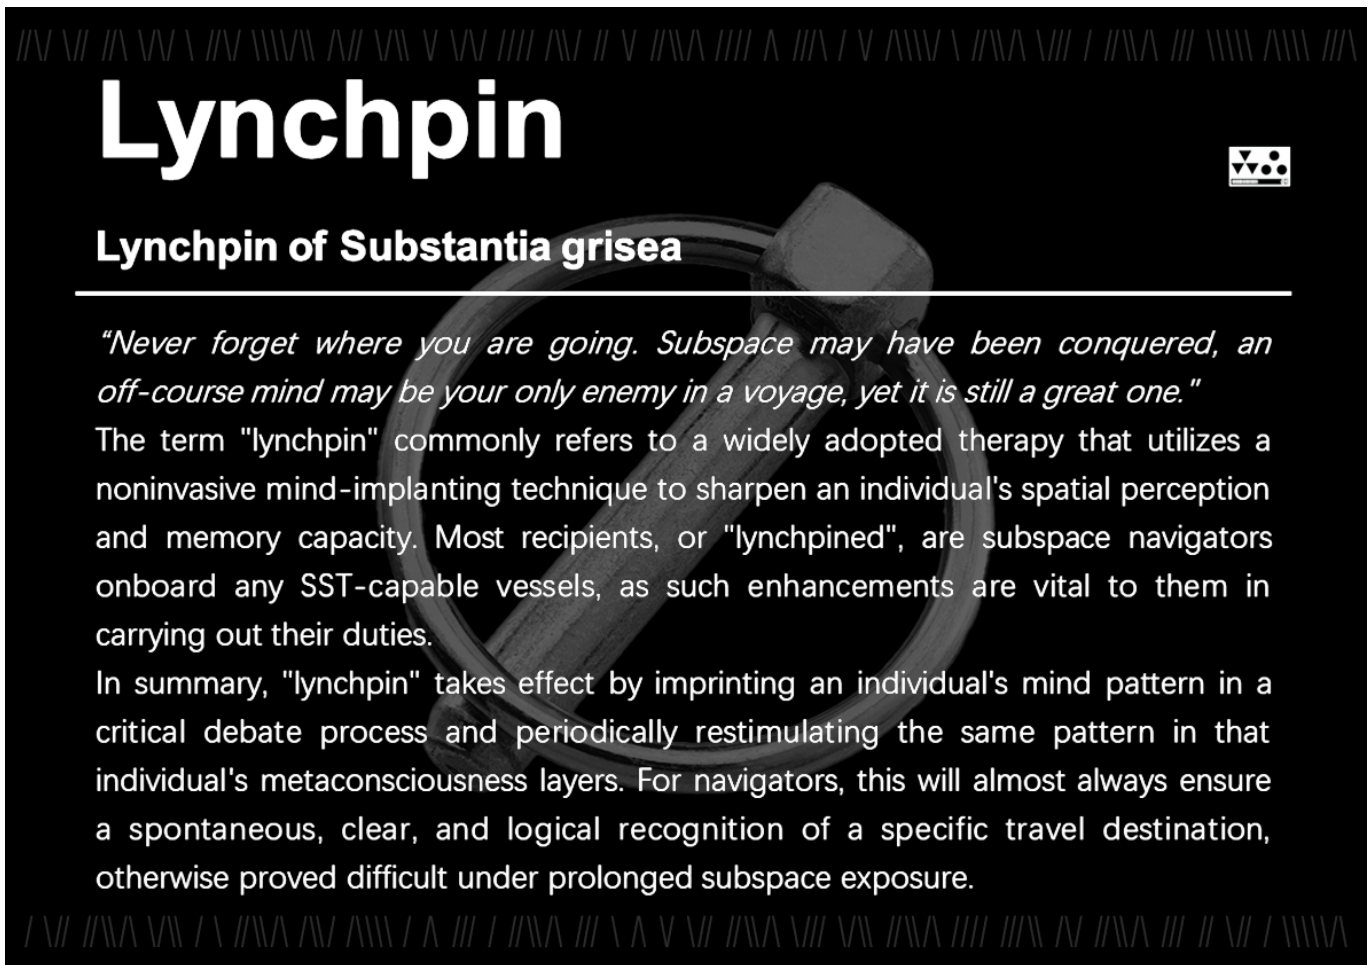 Lynchpin
Lynchpin of Substantia grisea
“Never forget where you are going. Subspace may have been conquered, an
off-course mind may be your only enemy in a voyage, yet it is still a great one.”
The term "lynchpin" commonly refers to a widely adopted therapy that utilizes a
noninvasive mind-implanting technique to sharpen an individual's spatial perception
and memory capacity. Most recipients, or "lynchpined", are subspace navigators
onboard any SST-capable vessels, as such enhancements are vital to them in
carrying out their duties.
In summary, "lynchpin" takes effect by imprinting an individual's mind pattern in a
critical debate process and periodically restimulating the same pattern in that
individual's metaconsciousness layers. For navigators, this will almost always ensure
a spontaneous, clear, and logical recognition of a specific travel destination,
otherwise proved difficult under prolonged subspace exposure.